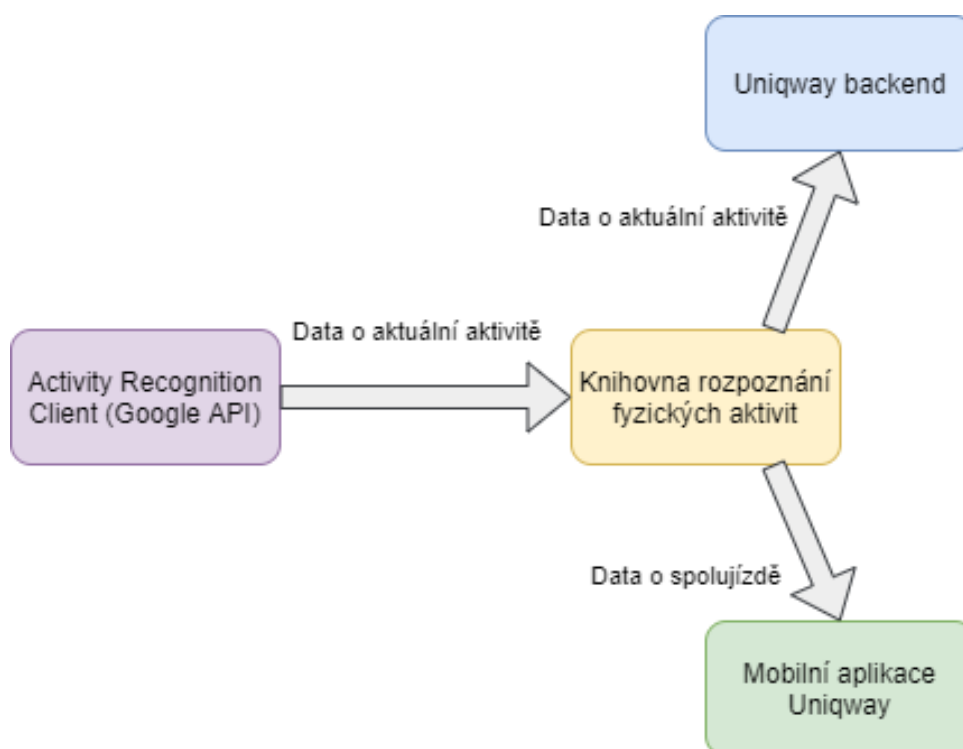 Uniqway backend
Data o aktuální aktivitě
Data o aktuální aktivitě
Activity Recognition
Client (Google API)
Knihovna rozpoznání
fyzických aktivit
Data o spolujízdě
Mobilní aplikace
Uniqway